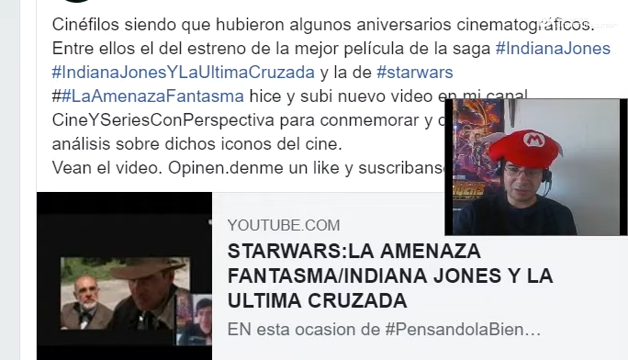 Cinéfilos siendo que hubieron algunos aniversarios cinematográficos.
Entre ellos el del estreno de la mejor película de la saga #IndianaJones
#IndianaJonesYLaUltimaCruzada y la de #starwars
##LaAmenazaFantasma hice y subi nuevo video en mi canal
CineYSeriesConPerspectiva para conmemorar y
análisis sobre dichos iconos del cine.
Vean el video. Opinen.denme un like y
YOUTUBE.COM
STARWARS:LA AMENAZA
FANTASMA/INDIANA JONES Y LA
ULTIMA CRUZADA
EN esta ocasion de #PensandolaBien…
M